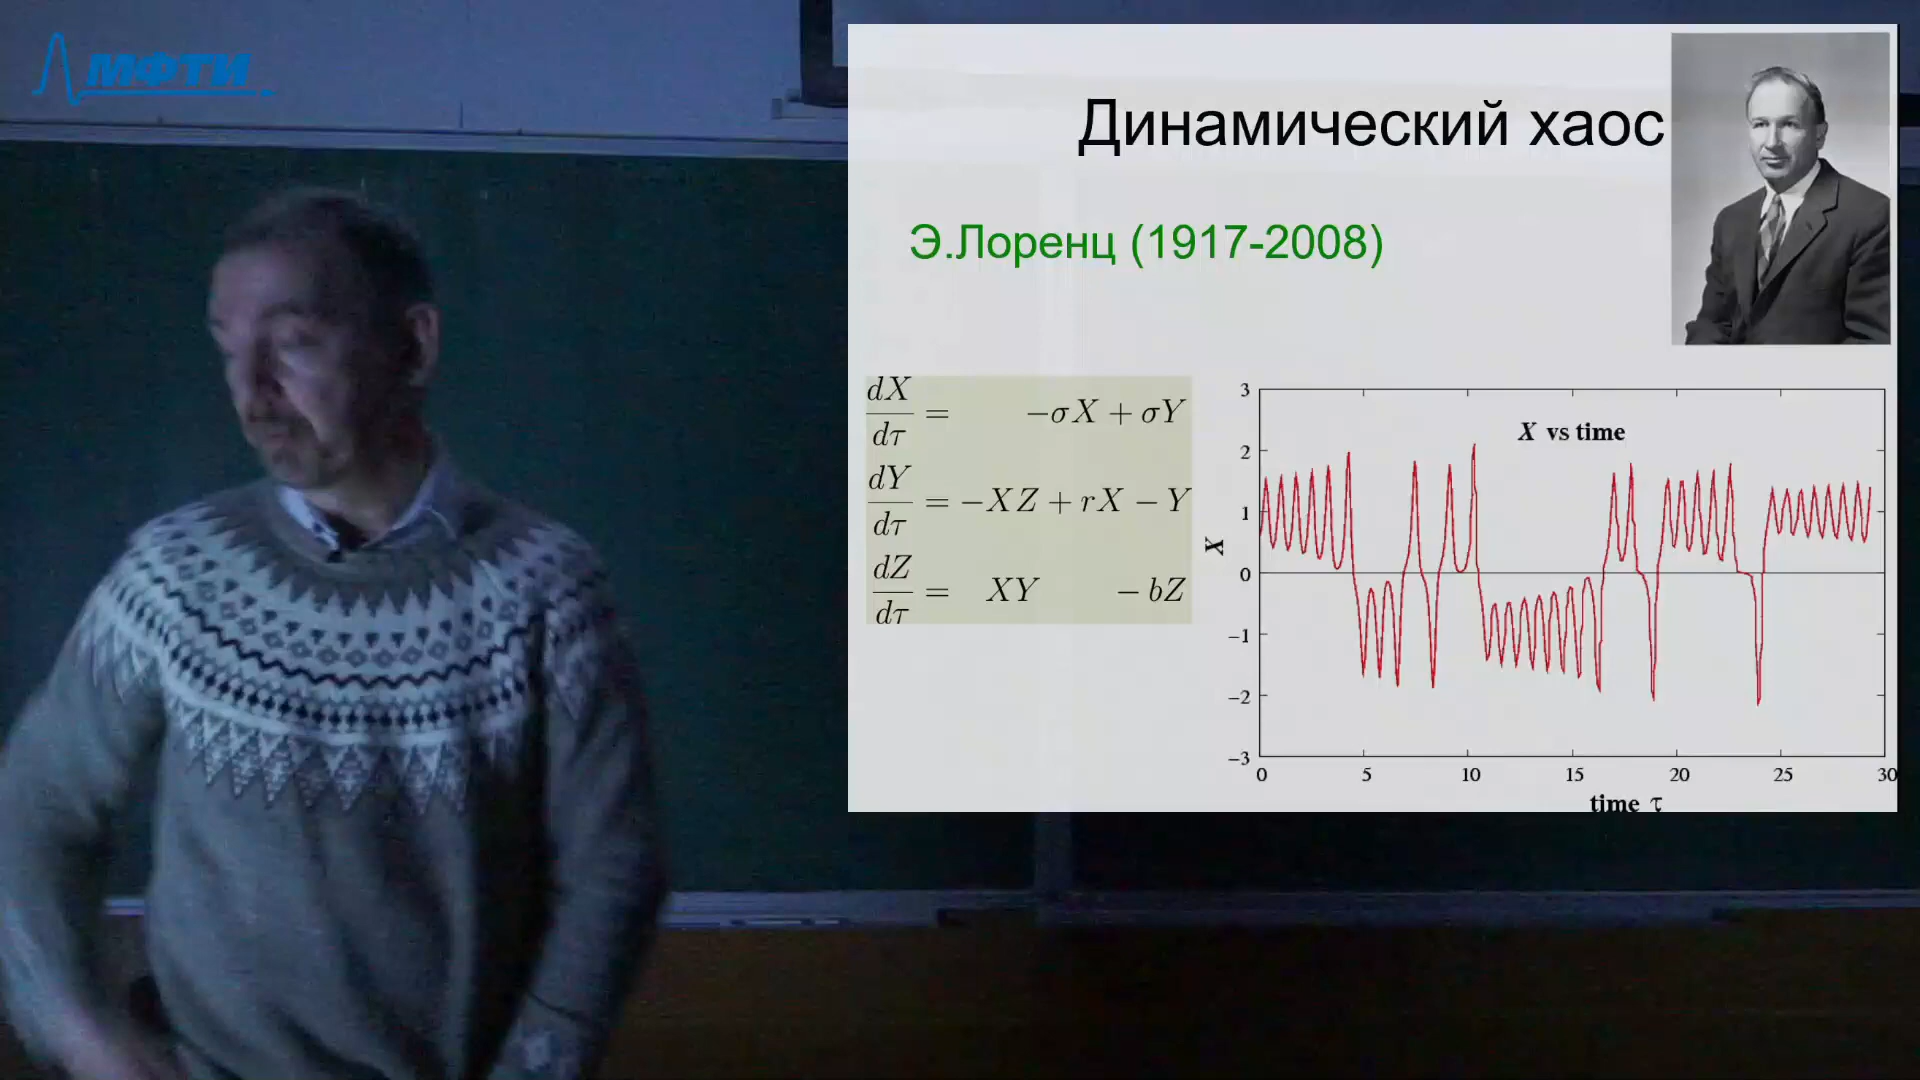 МФТИ
Динамический хаос
Э.Лоренц (1917-2008)
dX/dτ = -σX + σY
dY/dτ = -XZ + rX - Y
dZ/dτ = XY - bZ
X vs time
X
3
2
1
0
-1
-2
-3
0 5 10 15 20 25 30
time τ